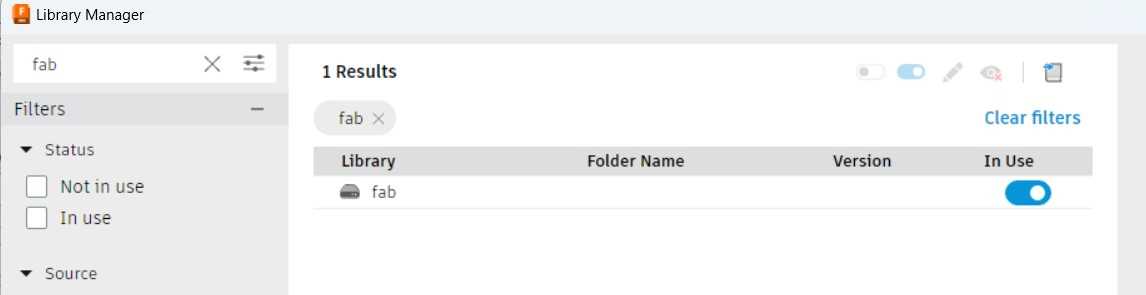 Library Manager
fab
Filters
Status
Not in use
In use
Source
1 Results
fab
Clear filters
Library Folder Name Version In Use
fab